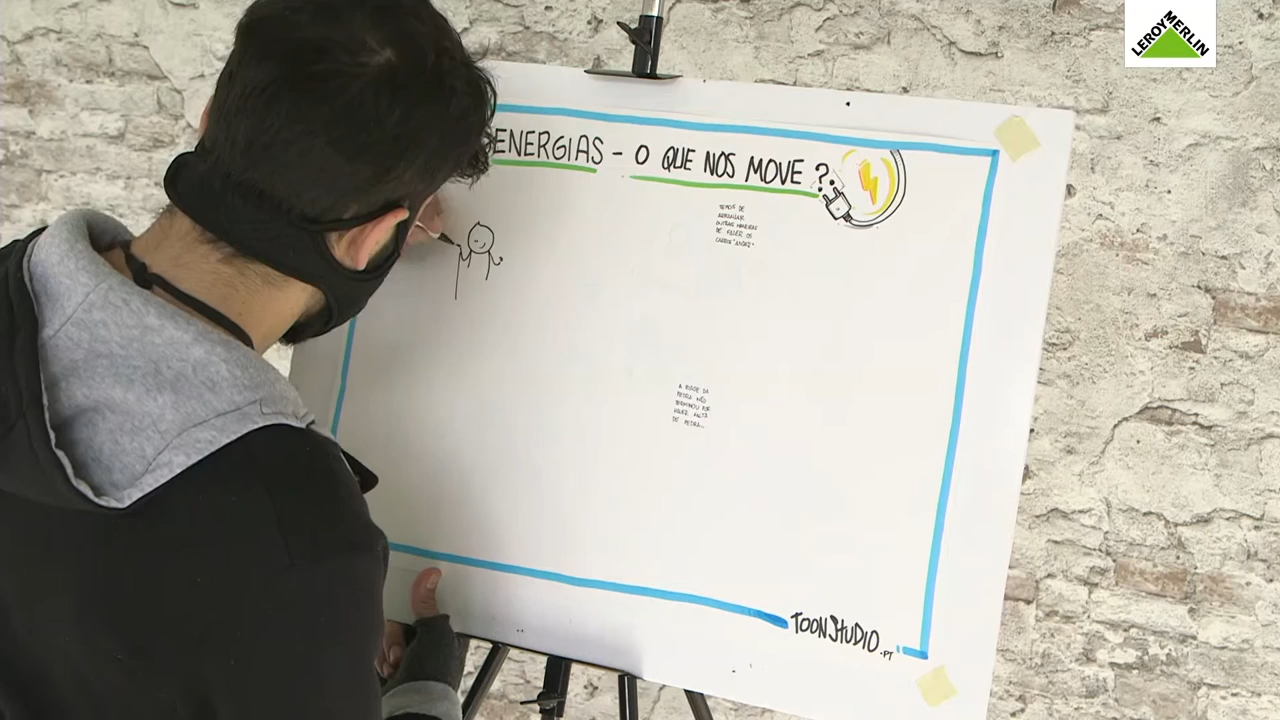 LEROY MERLIN
ENERGIAS - O QUE NOS MOVE ?
TEMOS DE
ARRANJAR
OUTRAS MANEIRAS
DE FAZER OS
CARROS "ANDAR"
A IDADE DA
PEDRA NÃO
TERMINOU POR
HAVER FALTA
DE PEDRA...
TOONSTUDIO.PT